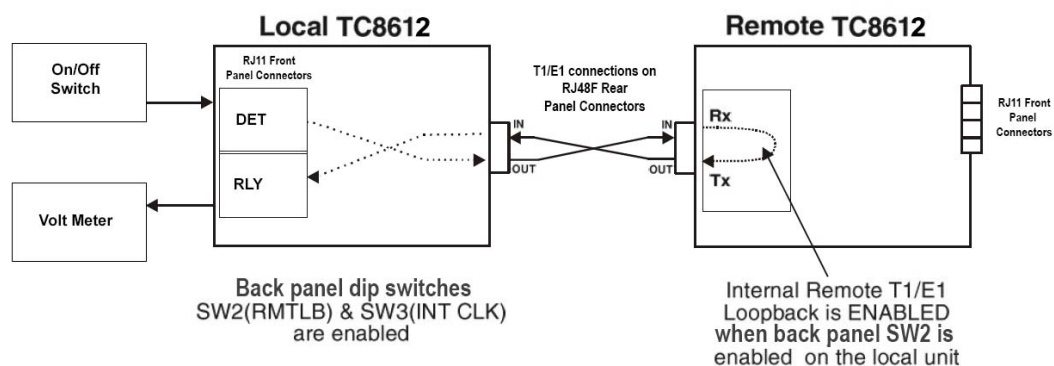 Local TC8612
Remote TC8612
On/Off
Switch
RJ11 Front
Panel Connectors
DET
RLY
Volt Meter
T1/E1 connections on
RJ48F Rear
Panel Connectors
IN
OUT
IN
OUT
Rx
Tx
RJ11 Front
Panel
Connectors
Back panel dip switches
SW2(RMTLB) & SW3(INT CLK)
are enabled
Internal Remote T1/E1
Loopback is ENABLED
when back panel SW2 is
enabled on the local unit